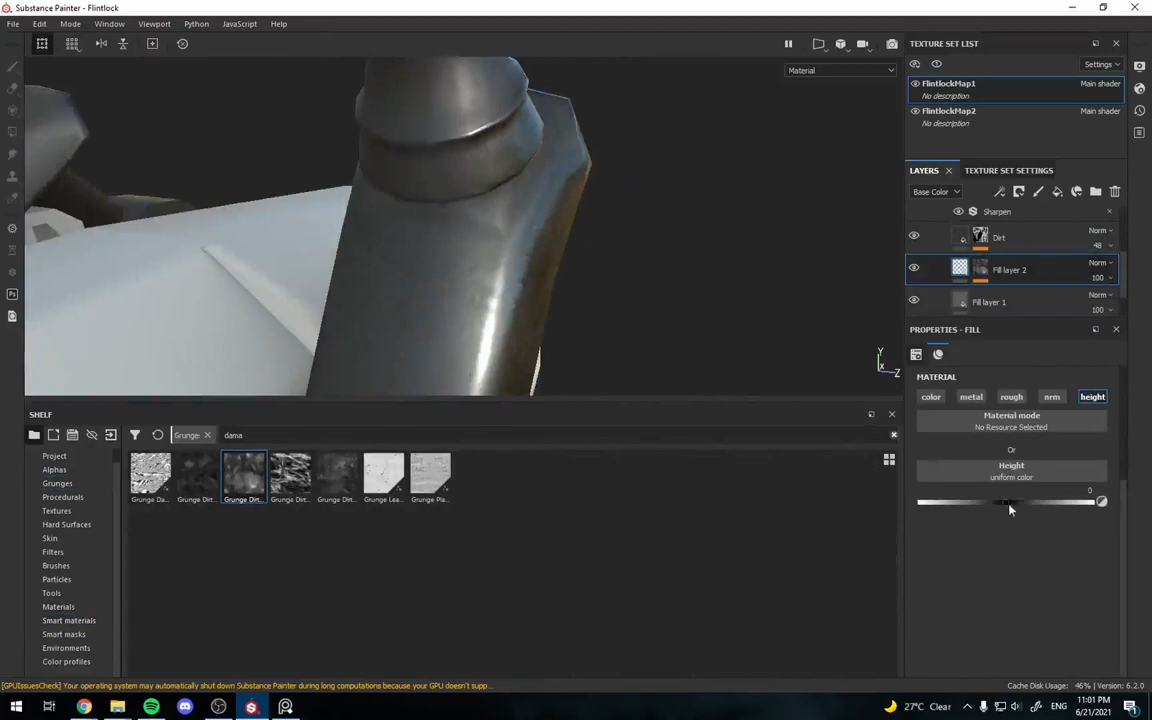 Substance Painter - Flintlock
File Edit Mode Window Viewport Python JavaScript Help
Material
TEXTURE SET LIST
Settings
FlintlockMap1 Main shader
No description
FlintlockMap2 Main shader
No description
LAYERS TEXTURE SET SETTINGS
Base Color
Sharpen
Dirt Norm 48
Fill layer 2 Norm 100
Fill layer 1 Norm 100
PROPERTIES - FILL
MATERIAL
color metal rough nrm height
Material mode
No Resource Selected
Or
Height
uniform color
0
Y
X
Z
SHELF
Grunge dama
Project
Alphas
Grunges
Procedurals
Textures
Hard Surfaces
Skin
Filters
Brushes
Particles
Tools
Materials
Smart materials
Smart masks
Environments
Color profiles
Grunge Da... Grunge Dirt... Grunge Dirt... Grunge Dirt... Grunge Dirt... Grunge Lea... Grunge Pla...
[GPUIssuesCheck] Your operating system may automatically shut down Substance Painter during long computations because your GPU doesn't supp...
Cache Disk Usage: 46% | Version: 6.2.0
Ps
27°C Clear
ENG
11:01 PM
6/21/2021